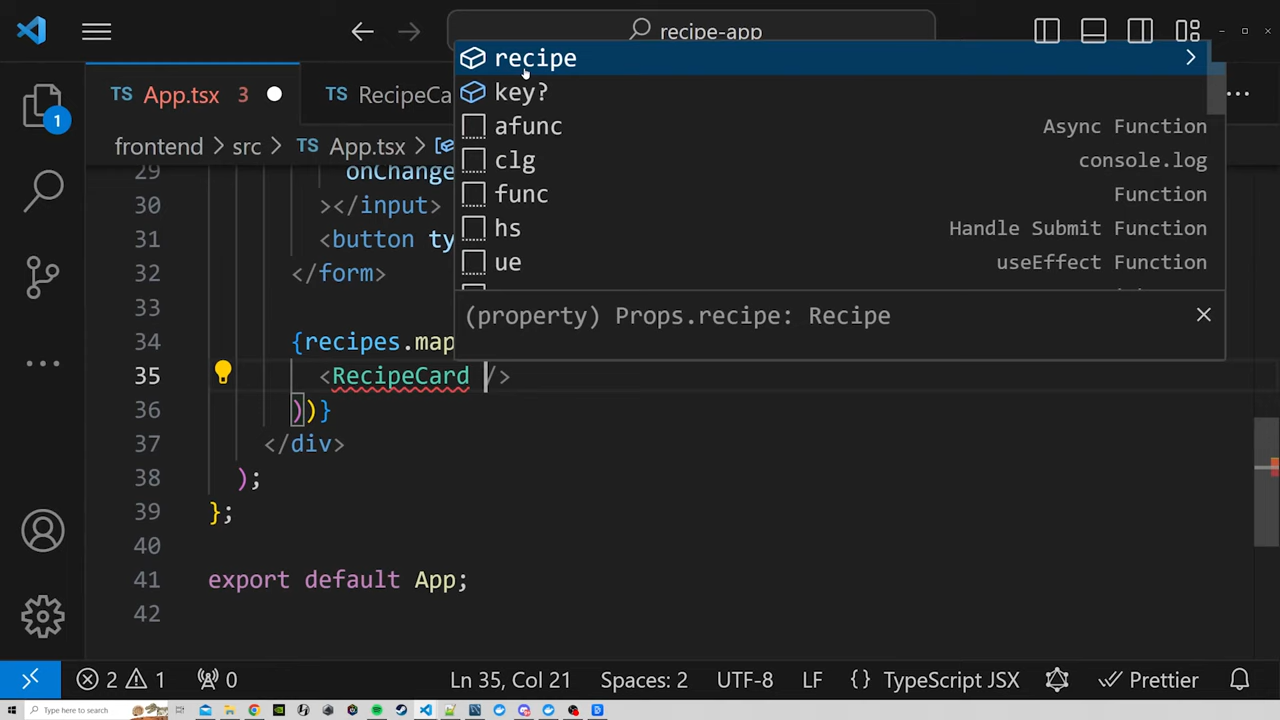 recipe-app
recipe
key?
afunc Async Function
clg console.log
func Function
hs Handle Submit Function
ue useEffect Function
(property) Props.recipe: Recipe
TS App.tsx 3
TS RecipeCa
1
frontend > src > TS App.tsx >
29 onChange
30 ></input>
31 <button ty
32 </form>
33
34 {recipes.map
35 <RecipeCard />
36 ))}
37 </div>
38 );
39 };
40
41 export default App;
42
2 1 0 Ln 35, Col 21 Spaces: 2 UTF-8 LF {} TypeScript JSX Prettier
Type here to search